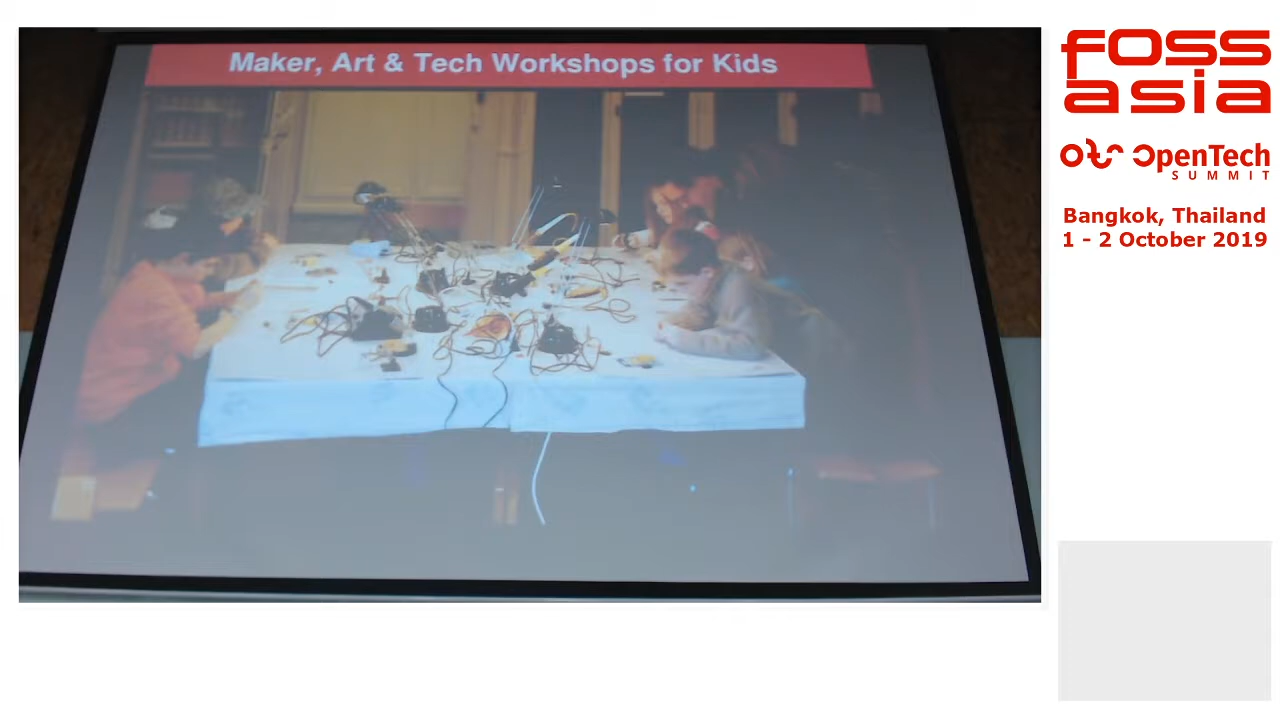 Maker, Art & Tech Workshops for Kids
foss
asia
OpenTech
SUMMIT
Bangkok, Thailand
1 - 2 October 2019